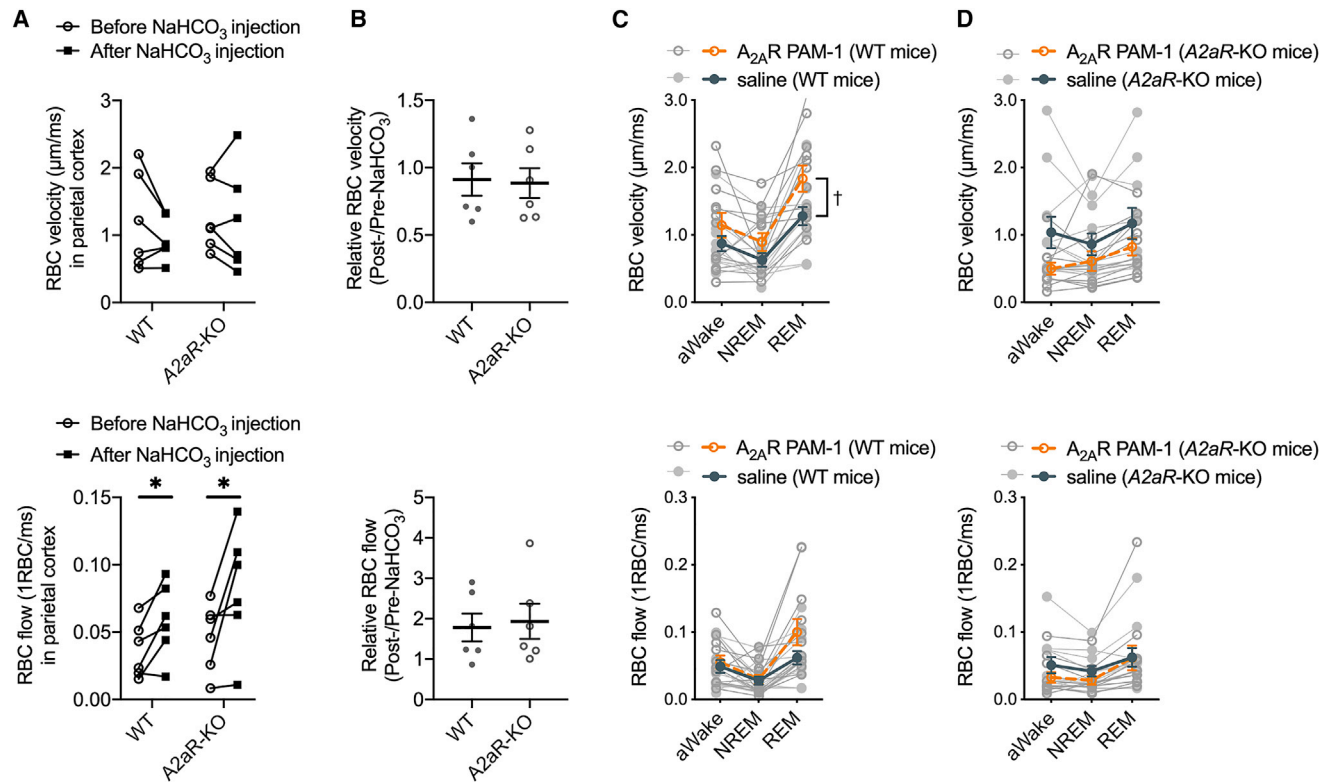 A
Before NaHCO3 injection
After NaHCO3 injection
RBC velocity (µm/ms)
in parietal cortex
3
2
1
0
WT
A2aR-KO
B
Relative RBC velocity
(Post-/Pre-NaHCO3)
1.5
1.0
0.5
0.0
WT
A2aR-KO
C
A2AR PAM-1 (WT mice)
saline (WT mice)
RBC velocity (µm/ms)
3.0
2.0
1.0
0.0
†
aWake
NREM
REM
D
A2AR PAM-1 (A2aR-KO mice)
saline (A2aR-KO mice)
RBC velocity (µm/ms)
3.0
2.0
1.0
0.0
aWake
NREM
REM
Before NaHCO3 injection
After NaHCO3 injection
RBC flow (1RBC/ms)
in parietal cortex
0.15
0.10
0.05
0.00
* *
WT
A2aR-KO
Relative RBC flow
(Post-/Pre-NaHCO3)
5
4
3
2
1
0
WT
A2aR-KO
A2AR PAM-1 (WT mice)
saline (WT mice)
RBC flow (1RBC/ms)
0.3
0.2
0.1
0.0
aWake
NREM
REM
A2AR PAM-1 (A2aR-KO mice)
saline (A2aR-KO mice)
RBC flow (1RBC/ms)
0.3
0.2
0.1
0.0
aWake
NREM
REM